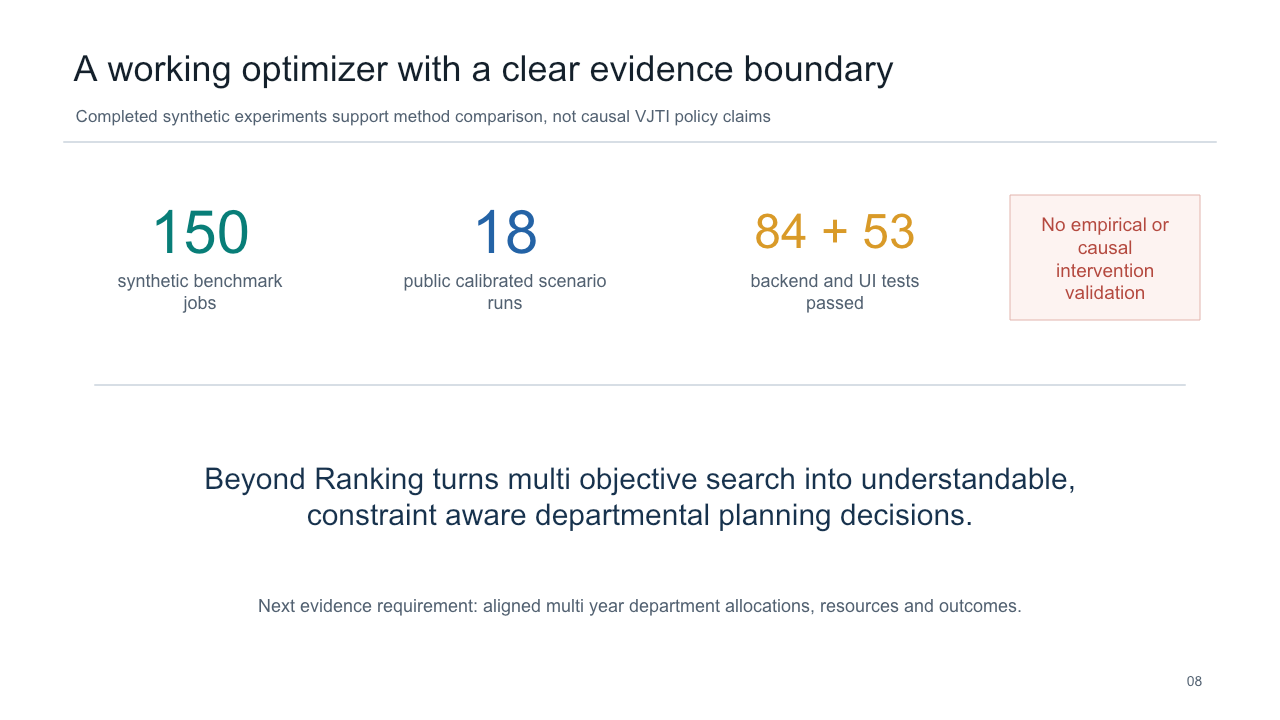 A working optimizer with a clear evidence boundary
Completed synthetic experiments support method comparison, not causal VJTI policy claims
150
synthetic benchmark
jobs
18
public calibrated scenario
runs
84 + 53
backend and UI tests
passed
No empirical or
causal
intervention
validation
Beyond Ranking turns multi objective search into understandable,
constraint aware departmental planning decisions.
Next evidence requirement: aligned multi year department allocations, resources and outcomes.
08